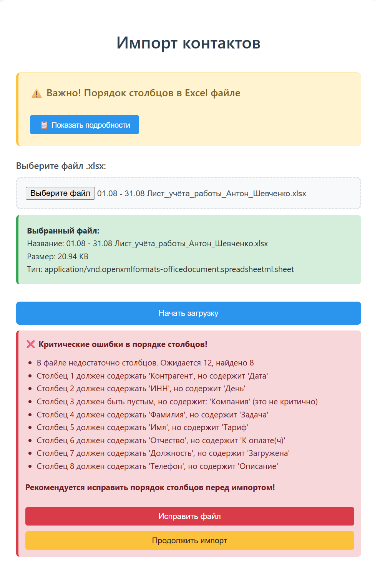 Импорт контактов
⚠️ Важно! Порядок столбцов в Excel файле
📋 Показать подробности
Выберите файл .xlsx:
Выберите файл 01.08 - 31.08 Лист_учёта_работы_Антон_Шевченко.xlsx
Выбранный файл:
Название: 01.08 - 31.08 Лист_учёта_работы_Антон_Шевченко.xlsx
Размер: 20.94 KB
Тип: application/vnd.openxmlformats-officedocument.spreadsheetml.sheet
Начать загрузку
❌ Критические ошибки в порядке столбцов!
• В файле недостаточно столбцов. Ожидается 12, найдено 8
• Столбец 1 должен содержать 'Контрагент', но содержит 'Дата'
• Столбец 2 должен содержать 'ИНН', но содержит 'День'
• Столбец 3 должен быть пустым, но содержит: 'Компания' (это не критично)
• Столбец 4 должен содержать 'Фамилия', но содержит 'Задача'
• Столбец 5 должен содержать 'Имя', но содержит 'Тариф'
• Столбец 6 должен содержать 'Отчество', но содержит 'К оплате(ч)'
• Столбец 7 должен содержать 'Должность', но содержит 'Загружена'
• Столбец 8 должен содержать 'Телефон', но содержит 'Описание'
Рекомендуется исправить порядок столбцов перед импортом!
Исправить файл
Продолжить импорт